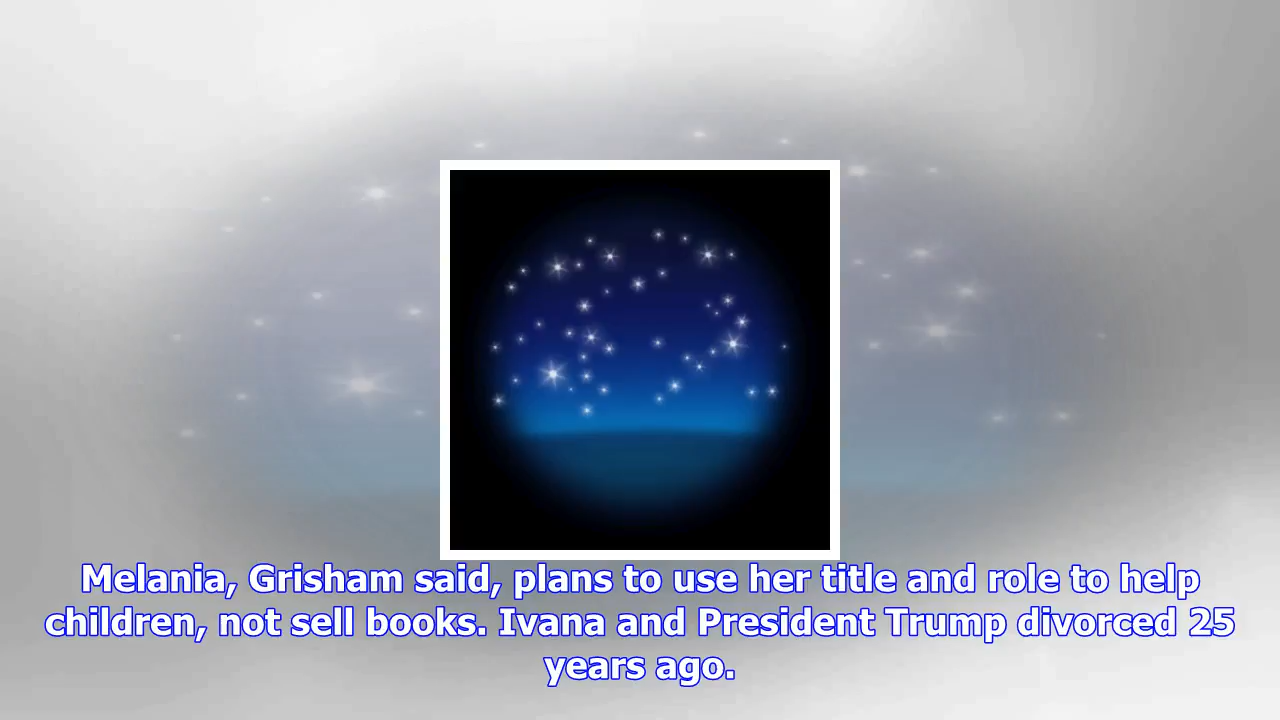 Melania, Grisham said, plans to use her title and role to help
children, not sell books. Ivana and President Trump divorced 25
years ago.